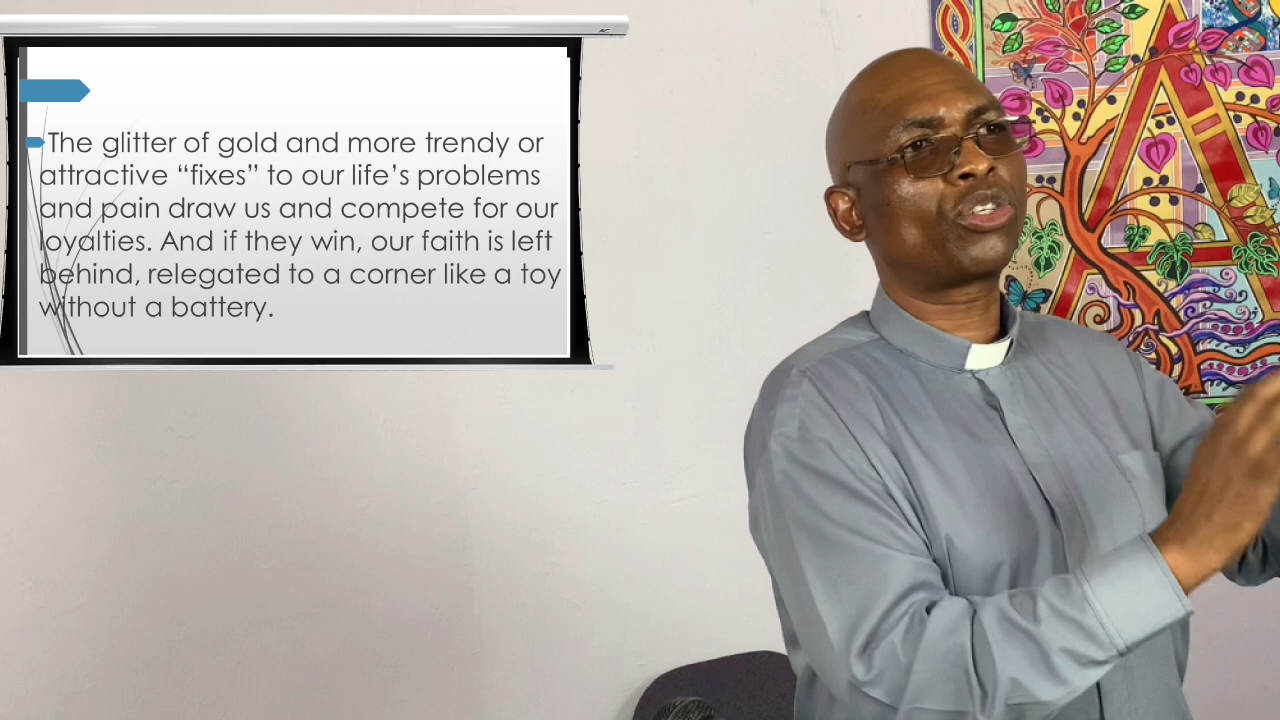 The glitter of gold and more trendy or
attractive “fixes” to our life’s problems
and pain draw us and compete for our
loyalties. And if they win, our faith is left
behind, relegated to a corner like a toy
without a battery.